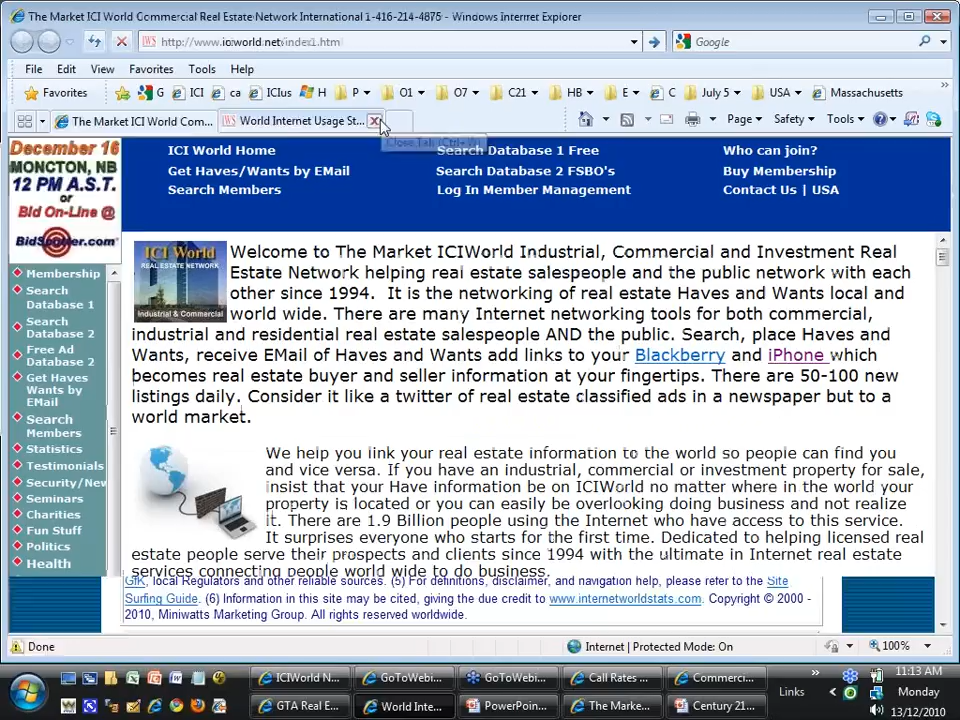 The Market ICI World Commercial Real Estate Network International 1-416-214-4875 - Windows Internet Explorer
http://www.iciworld.net/index1.htm
Google
File Edit View Favorites Tools Help
Favorites G ICI ca ICIus H P O1 O7 C21 HB E C July 5 USA Massachusetts »
The Market ICI World Com... World Internet Usage St... Page Safety Tools
Close Tab (Ctrl+W)
December 16
MONCTON, NB
12 PM A.S.T.
or
Bid On-Line @
BidSpotter.com
ICI World Home Search Database 1 Free Who can join?
Get Haves/Wants by EMail Search Database 2 FSBO's Buy Membership
Search Members Log In Member Management Contact Us | USA
Membership
Search
Database 1
Search
Database 2
Free Ad
Database 2
Get Haves
Wants by
EMail
Search
Members
Statistics
Testimonials
Security/New
Seminars
Charities
Fun Stuff
Politics
Health
ICI World
REAL ESTATE NETWORK
Industrial & Commercial
Welcome to The Market ICIWorld Industrial, Commercial and Investment Real
Estate Network helping real estate salespeople and the public network with each
other since 1994. It is the networking of real estate Haves and Wants local and
world wide. There are many Internet networking tools for both commercial,
industrial and residential real estate salespeople AND the public. Search, place Haves and
Wants, receive EMail of Haves and Wants add links to your Blackberry and iPhone which
becomes real estate buyer and seller information at your fingertips. There are 50-100 new
listings daily. Consider it like a twitter of real estate classified ads in a newspaper but to a
world market.
We help you link your real estate information to the world so people can find you
and vice versa. If you have an industrial, commercial or investment property for sale,
insist that your Have information be on ICIWorld no matter where in the world your
property is located or you can easily be overlooking doing business and not realize
it. There are 1.9 Billion people using the Internet who have access to this service.
It surprises everyone who starts for the first time. Dedicated to helping licensed real
estate people serve their prospects and clients since 1994 with the ultimate in Internet real estate
services connecting people world wide to do business.
GfK, local Regulators and other reliable sources. (5) For definitions, disclaimer, and navigation help, please refer to the Site
Surfing Guide. (6) Information in this site may be cited, giving the due credit to www.internetworldstats.com. Copyright © 2000 -
2010, Miniwatts Marketing Group. All rights reserved worldwide.
Done Internet | Protected Mode: On 100%
ICIWorld N... GoToWebi... GoToWebi... Call Rates ... Commerci... » 11:13 AM
Links Monday
GTA Real E... World Inte... PowerPoin... The Marke... Century 21... 13/12/2010